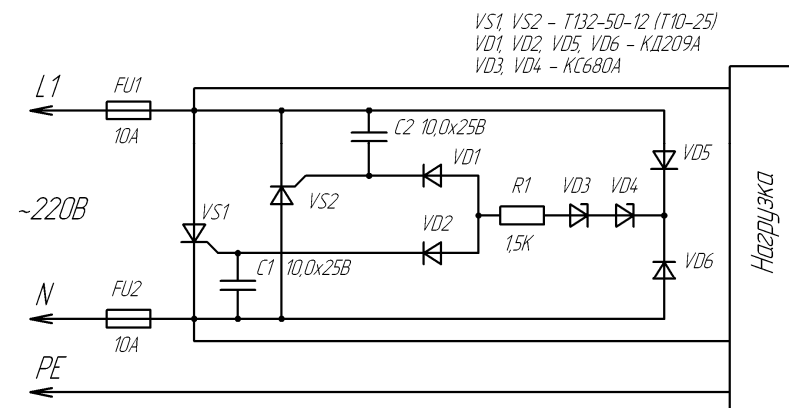 VS1, VS2 – Т132-50-12 (Т10-25)
VD1, VD2, VD5, VD6 – КД209А
VD3, VD4 – КС680А
L1
FU1
10А
C2 10,0х25В
VD1
VD5
R1
VD3
VD4
~220В
VS1
VS2
VD2
1,5К
Нагрузка
C1 10,0х25В
VD6
N
FU2
10А
PE